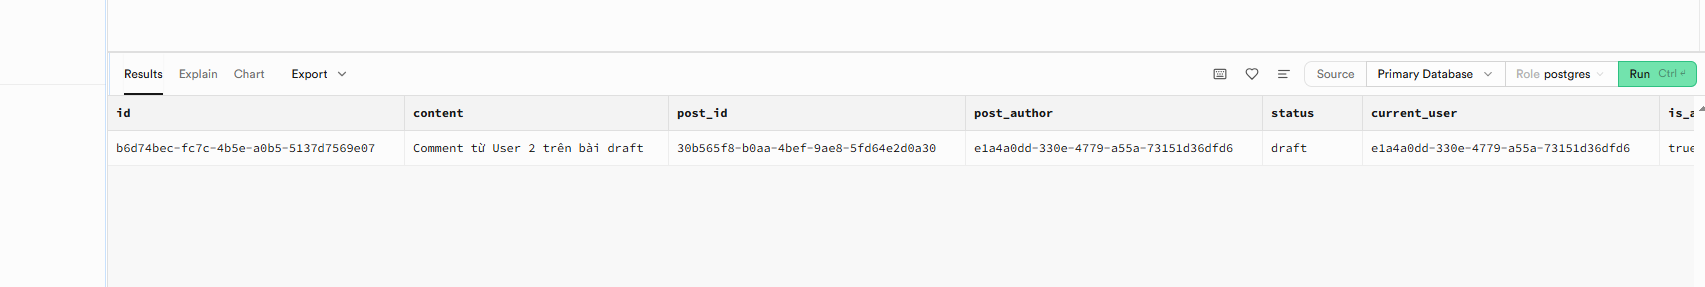 Results Explain Chart Export Source Primary Database Role postgres Run Ctrl ↵
id content post_id post_author status current_user is_a
b6d74bec-fc7c-4b5e-a0b5-5137d7569e07 Comment từ User 2 trên bài draft 30b565f8-b0aa-4bef-9ae8-5fd64e2d0a30 e1a4a0dd-330e-4779-a55a-73151d36dfd6 draft e1a4a0dd-330e-4779-a55a-73151d36dfd6 true